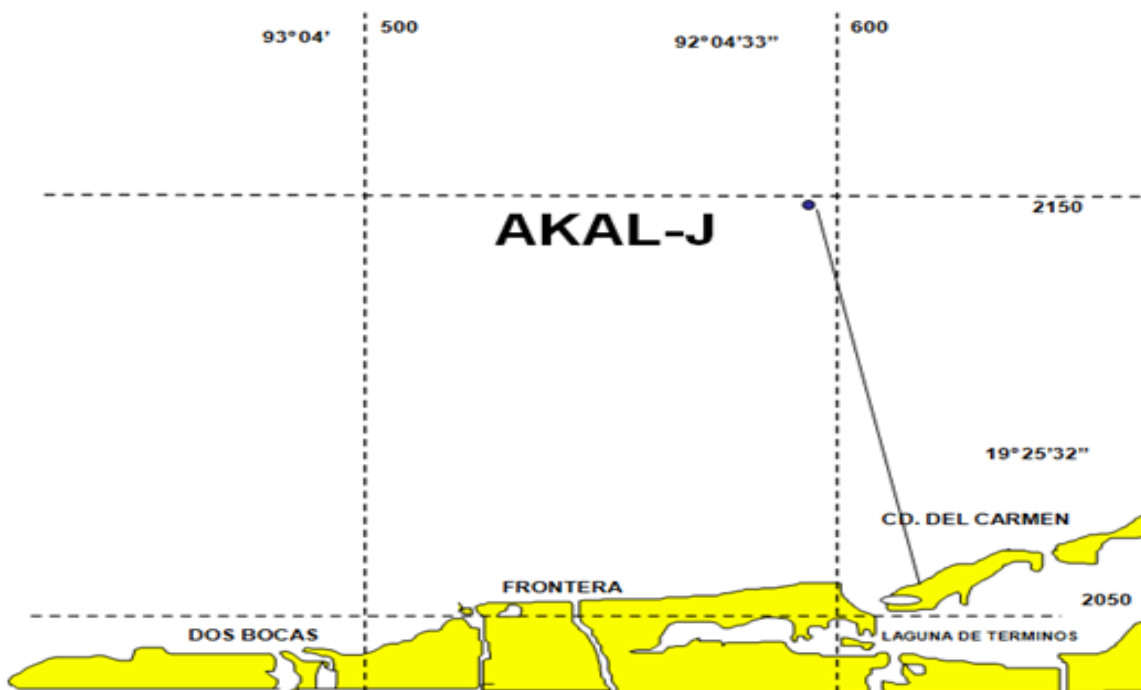 93°04'
500
92°04'33"
600
2150
AKAL-J
19°25'32"
CD. DEL CARMEN
FRONTERA
2050
DOS BOCAS
LAGUNA DE TERMINOS